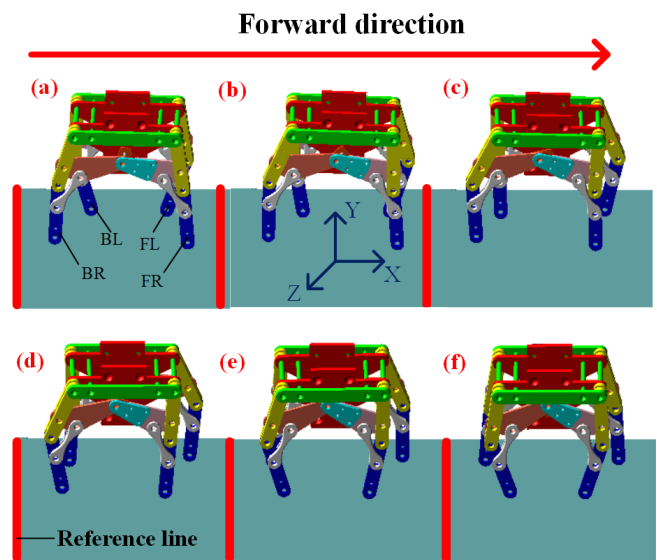 Forward direction
(a)
(b)
(c)
BL
FL
BR
FR
Y
X
Z
(d)
(e)
(f)
Reference line